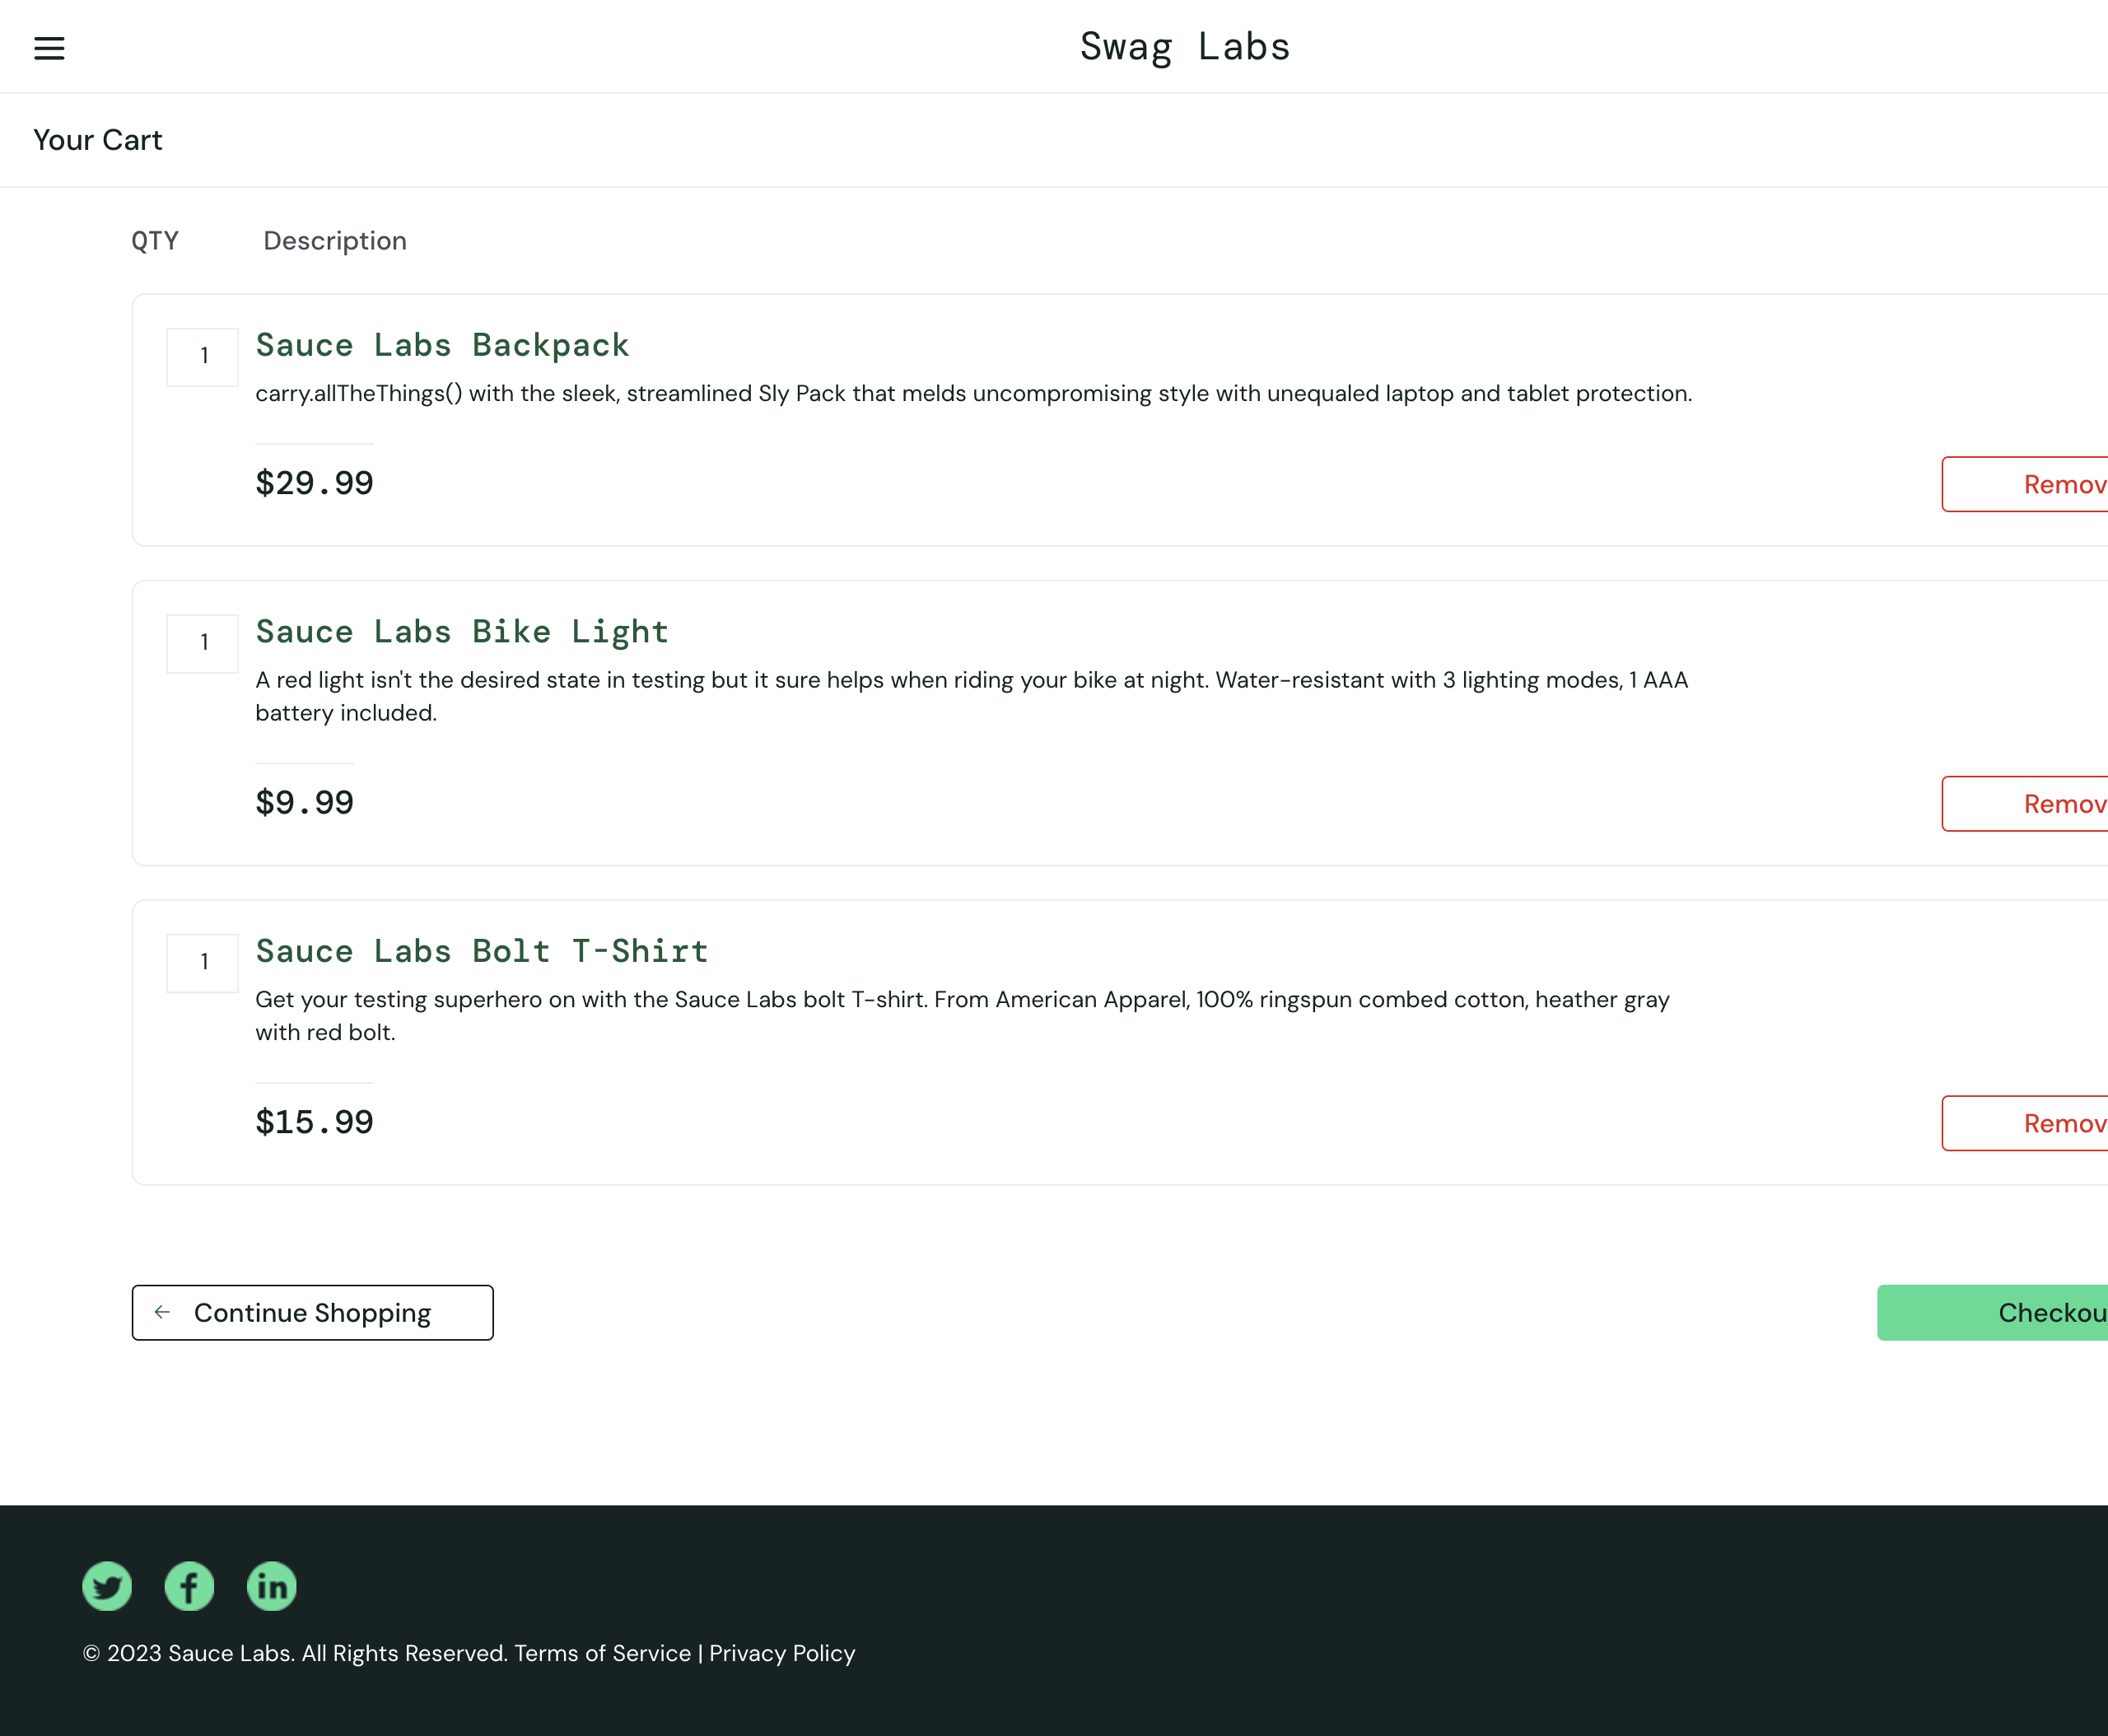 Swag Labs
Your Cart
QTY Description
1 Sauce Labs Backpack
carry.allTheThings() with the sleek, streamlined Sly Pack that melds uncompromising style with unequaled laptop and tablet protection.
$29.99 Remov
1 Sauce Labs Bike Light
A red light isn't the desired state in testing but it sure helps when riding your bike at night. Water-resistant with 3 lighting modes, 1 AAA
battery included.
$9.99 Remov
1 Sauce Labs Bolt T-Shirt
Get your testing superhero on with the Sauce Labs bolt T-shirt. From American Apparel, 100% ringspun combed cotton, heather gray
with red bolt.
$15.99 Remov
Continue Shopping Checkou
© 2023 Sauce Labs. All Rights Reserved. Terms of Service | Privacy Policy